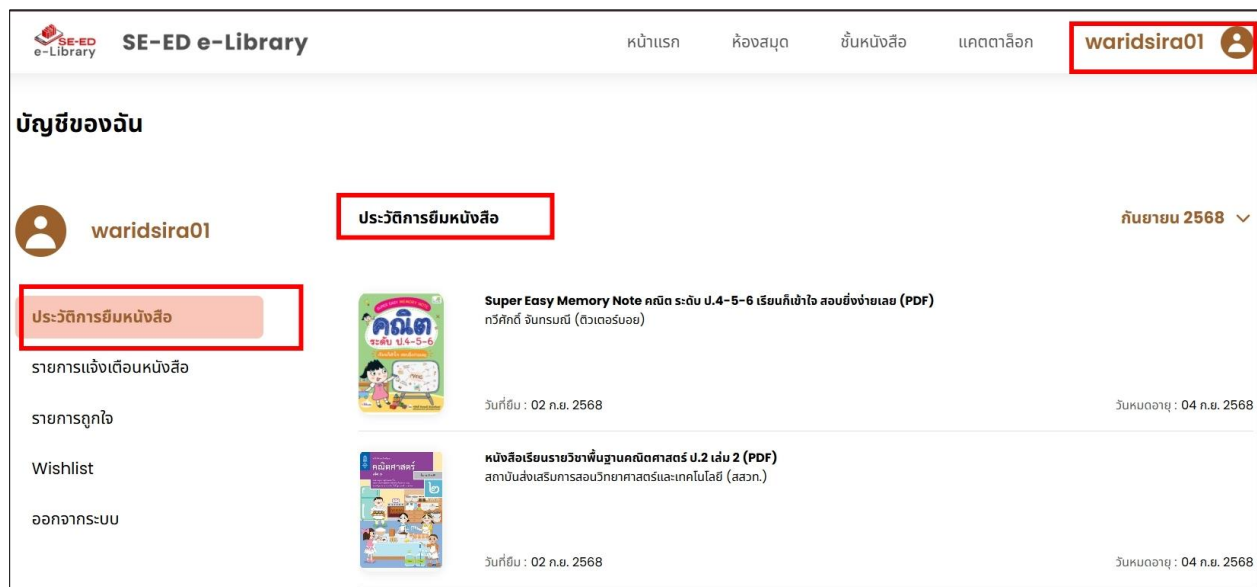 SE-ED
e-Library
SE-ED e-Library
หน้าแรก
ห้องสมุด
ชั้นหนังสือ
แคตตาล็อก
waridsira01
บัญชีของฉัน
waridsira01
ประวัติการยืมหนังสือ
รายการแจ้งเตือนหนังสือ
รายการถูกใจ
Wishlist
ออกจากระบบ
ประวัติการยืมหนังสือ
กันยายน 2568
คณิต
ระดับ ป.4-5-6
Super Easy Memory Note คณิต ระดับ ป.4-5-6 เรียนก็เข้าใจ สอบยิ่งง่ายเลย (PDF)
ทวีศักดิ์ จันทรมณี (ติวเตอร์บอย)
วันที่ยืม : 02 ก.ย. 2568
วันหมดอายุ : 04 ก.ย. 2568
คณิตศาสตร์
๒
หนังสือเรียนรายวิชาพื้นฐานคณิตศาสตร์ ป.2 เล่ม 2 (PDF)
สถาบันส่งเสริมการสอนวิทยาศาสตร์และเทคโนโลยี (สสวท.)
วันที่ยืม : 02 ก.ย. 2568
วันหมดอายุ : 04 ก.ย. 2568